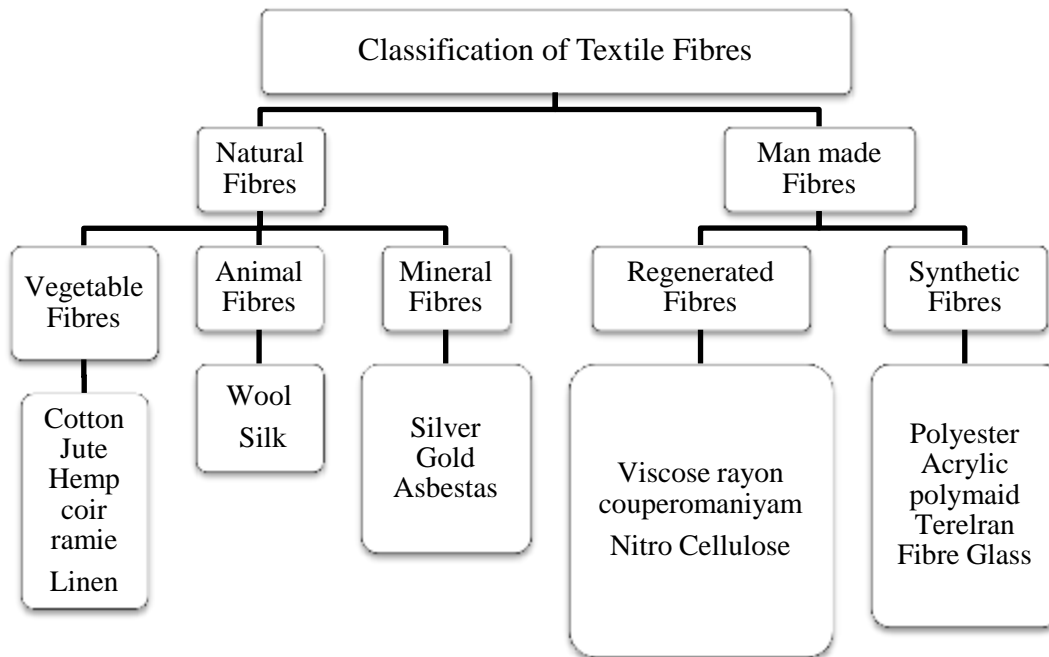 Classification of Textile Fibres
Natural
Fibres
Man made
Fibres
Vegetable
Fibres
Animal
Fibres
Mineral
Fibres
Regenerated
Fibres
Synthetic
Fibres
Cotton
Jute
Hemp
coir
ramie
Linen
Wool
Silk
Silver
Gold
Asbestas
Viscose rayon
couperomaniyam
Nitro Cellulose
Polyester
Acrylic
polymaid
Terelran
Fibre Glass